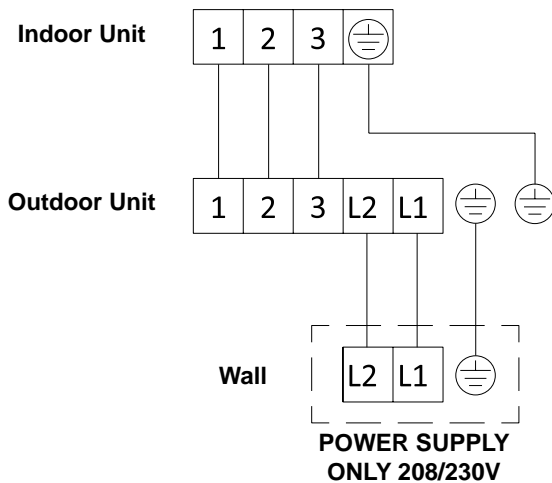 Indoor Unit
1 2 3
Outdoor Unit
1 2 3 L2 L1
Wall
L2 L1
POWER SUPPLY
ONLY 208/230V